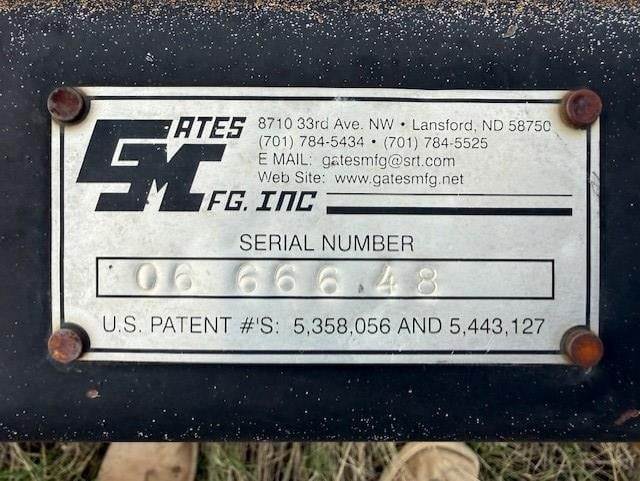 GATES
MFG. INC
8710 33rd Ave. NW • Lansford, ND 58750
(701) 784-5434 • (701) 784-5525
E MAIL: gatesmfg@srt.com
Web Site: www.gatesmfg.net
SERIAL NUMBER
06 666 48
U.S. PATENT #'S: 5,358,056 AND 5,443,127